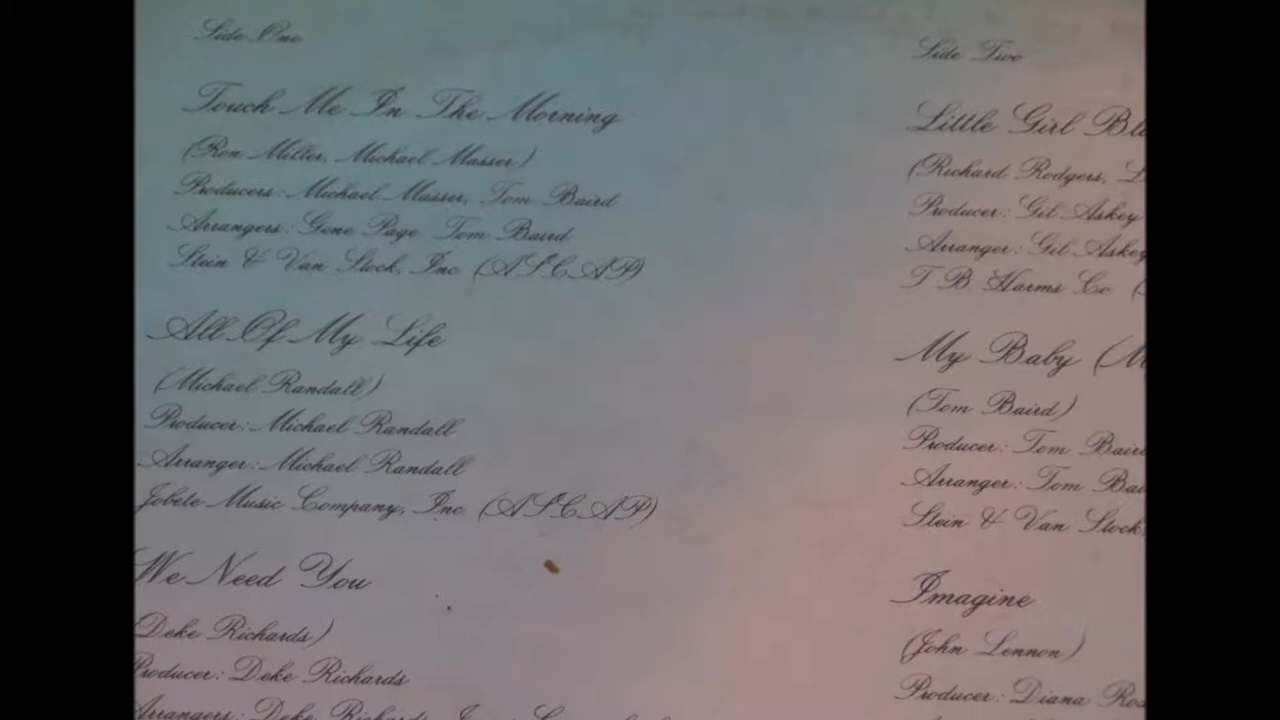 Side One
Touch Me In The Morning
(Ron Miller, Michael Masser)
Producers: Michael Masser, Tom Baird
Arrangers: Gene Page Tom Baird
Stein & Van Stock, Inc. (ASCAP)
All Of My Life
(Michael Randall)
Producer: Michael Randall
Arranger: Michael Randall
Jobete Music Company, Inc. (ASCAP)
We Need You
(Deke Richards)
Producer: Deke Richards
Arrangers: Deke Richards,
Side Two
Little Girl
(Richard Rodgers,
Producer: Gil Askey
Arranger: Gil Askey
T B Harms Co.
My Baby
(Tom Baird)
Producer: Tom Baird
Arranger: Tom
Stein & Van Stock,
Imagine
(John Lennon)
Producer: Diana